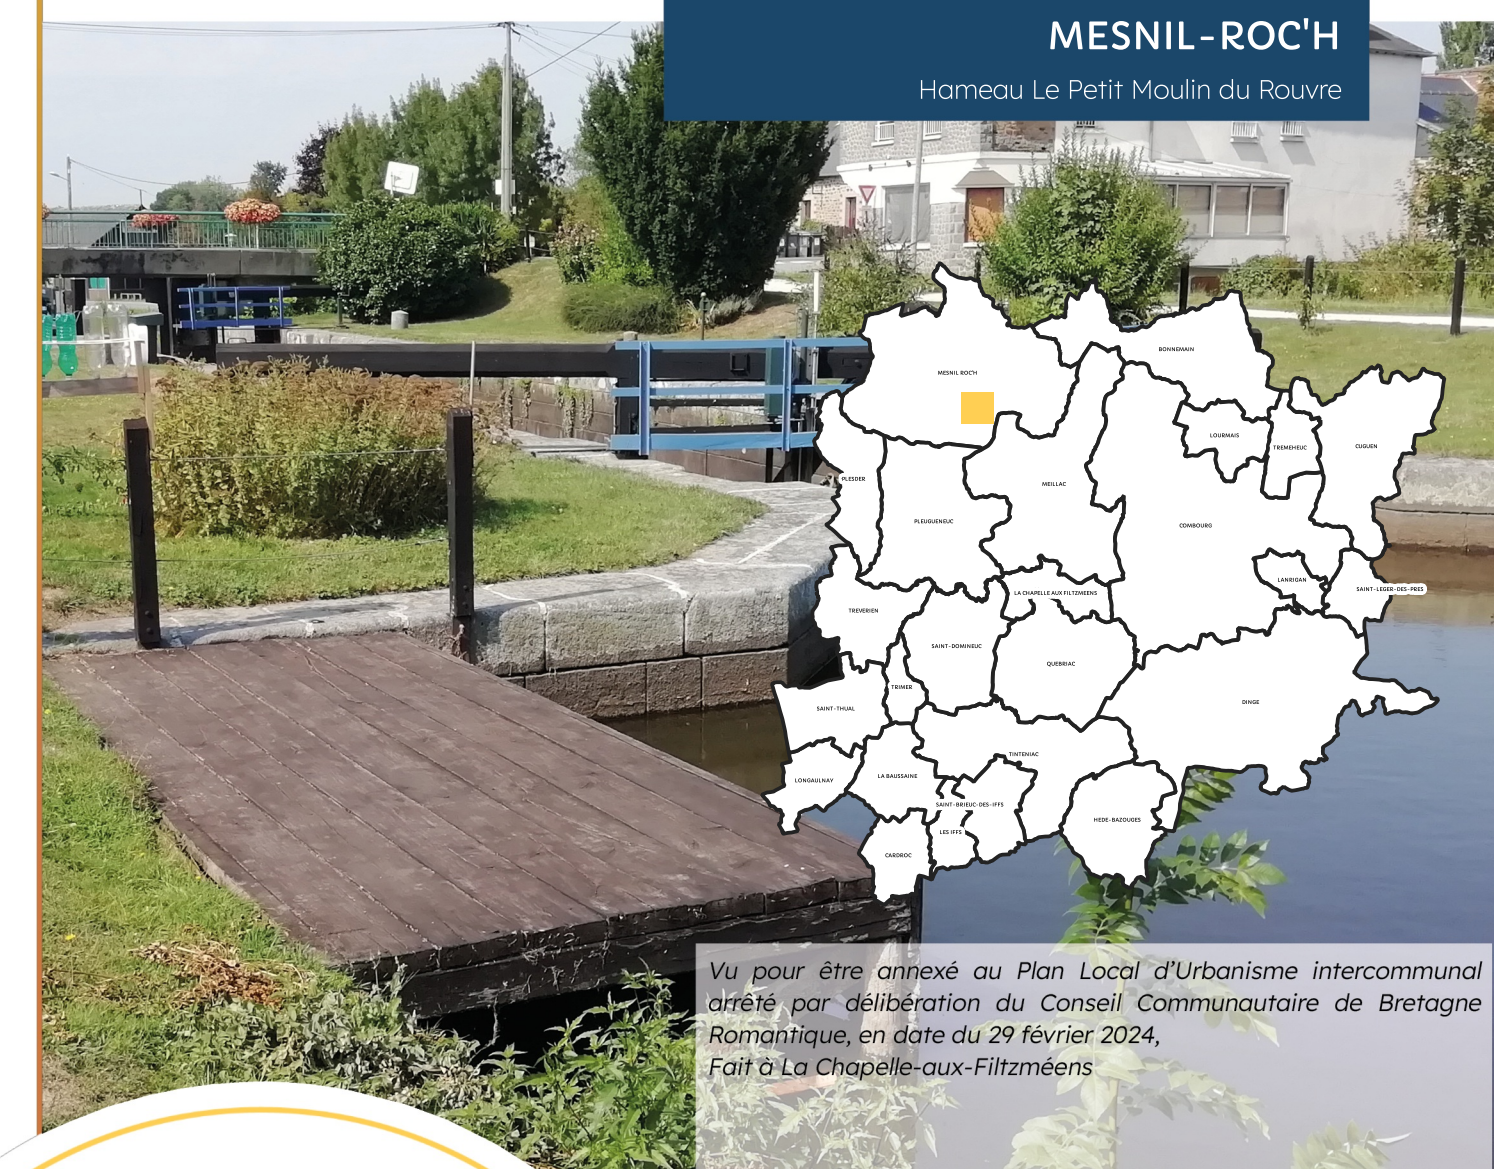 MESNIL-ROC'H
Hameau Le Petit Moulin du Rouvre
BONNEMAIN
MESNIL ROC'H
LOURMAIS
TREMEHEUC
CUGUEN
PLESDER
MEILLAC
PLEUGUENEUC
COMBOURG
LANRIGAN
SAINT-LEGER-DES-PRES
LA CHAPELLE AUX FILTZMEENS
TREVERIEN
SAINT-DOMINEUC
QUEBRIAC
TRIMER
DINGE
SAINT-THUAL
TINTENIAC
LONGAULNAY
LA BAUSSAINE
SAINT-BRIEUC-DES-IFFS
HEDE-BAZOUGES
LES IFFS
CARDROC
Vu pour être annexé au Plan Local d’Urbanisme intercommunal
arrêté par délibération du Conseil Communautaire de Bretagne
Romantique, en date du 29 février 2024,
Fait à La Chapelle-aux-Filtzméens